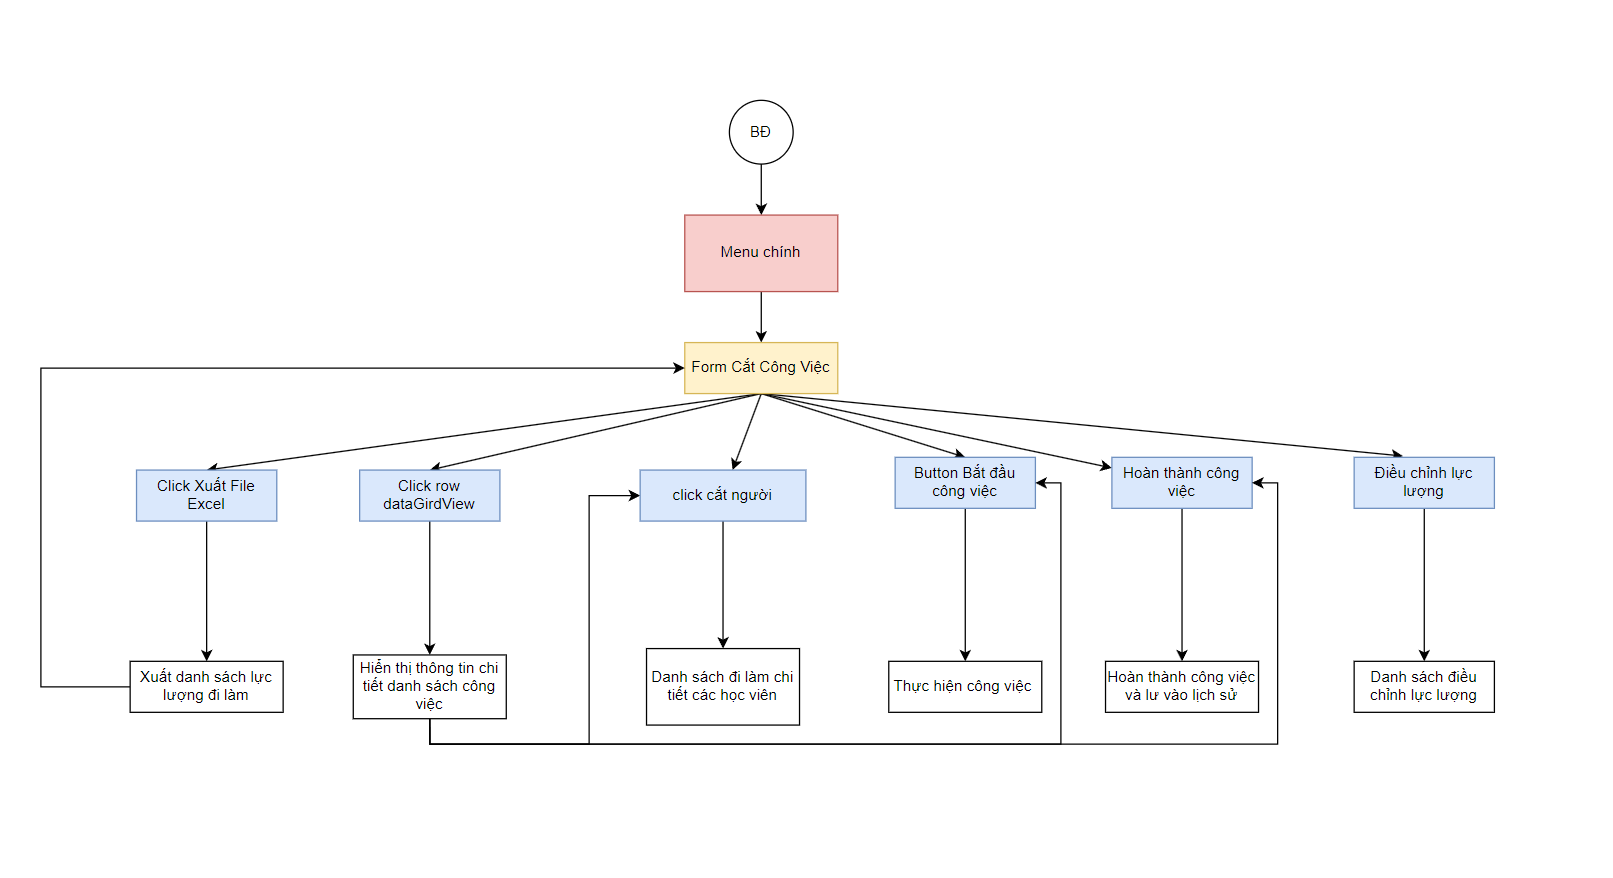 BĐ
Menu chính
Form Cắt Công Việc
Click Xuất File
Excel
Click row
dataGirdView
click cắt người
Button Bắt đầu
công việc
Hoàn thành công
việc
Điều chỉnh lực
lượng
Xuất danh sách lực
lượng đi làm
Hiển thị thông tin chi
tiết danh sách công
việc
Danh sách đi làm chi
tiết các học viên
Thực hiện công việc
Hoàn thành công việc
và lư vào lịch sử
Danh sách điều
chỉnh lực lượng